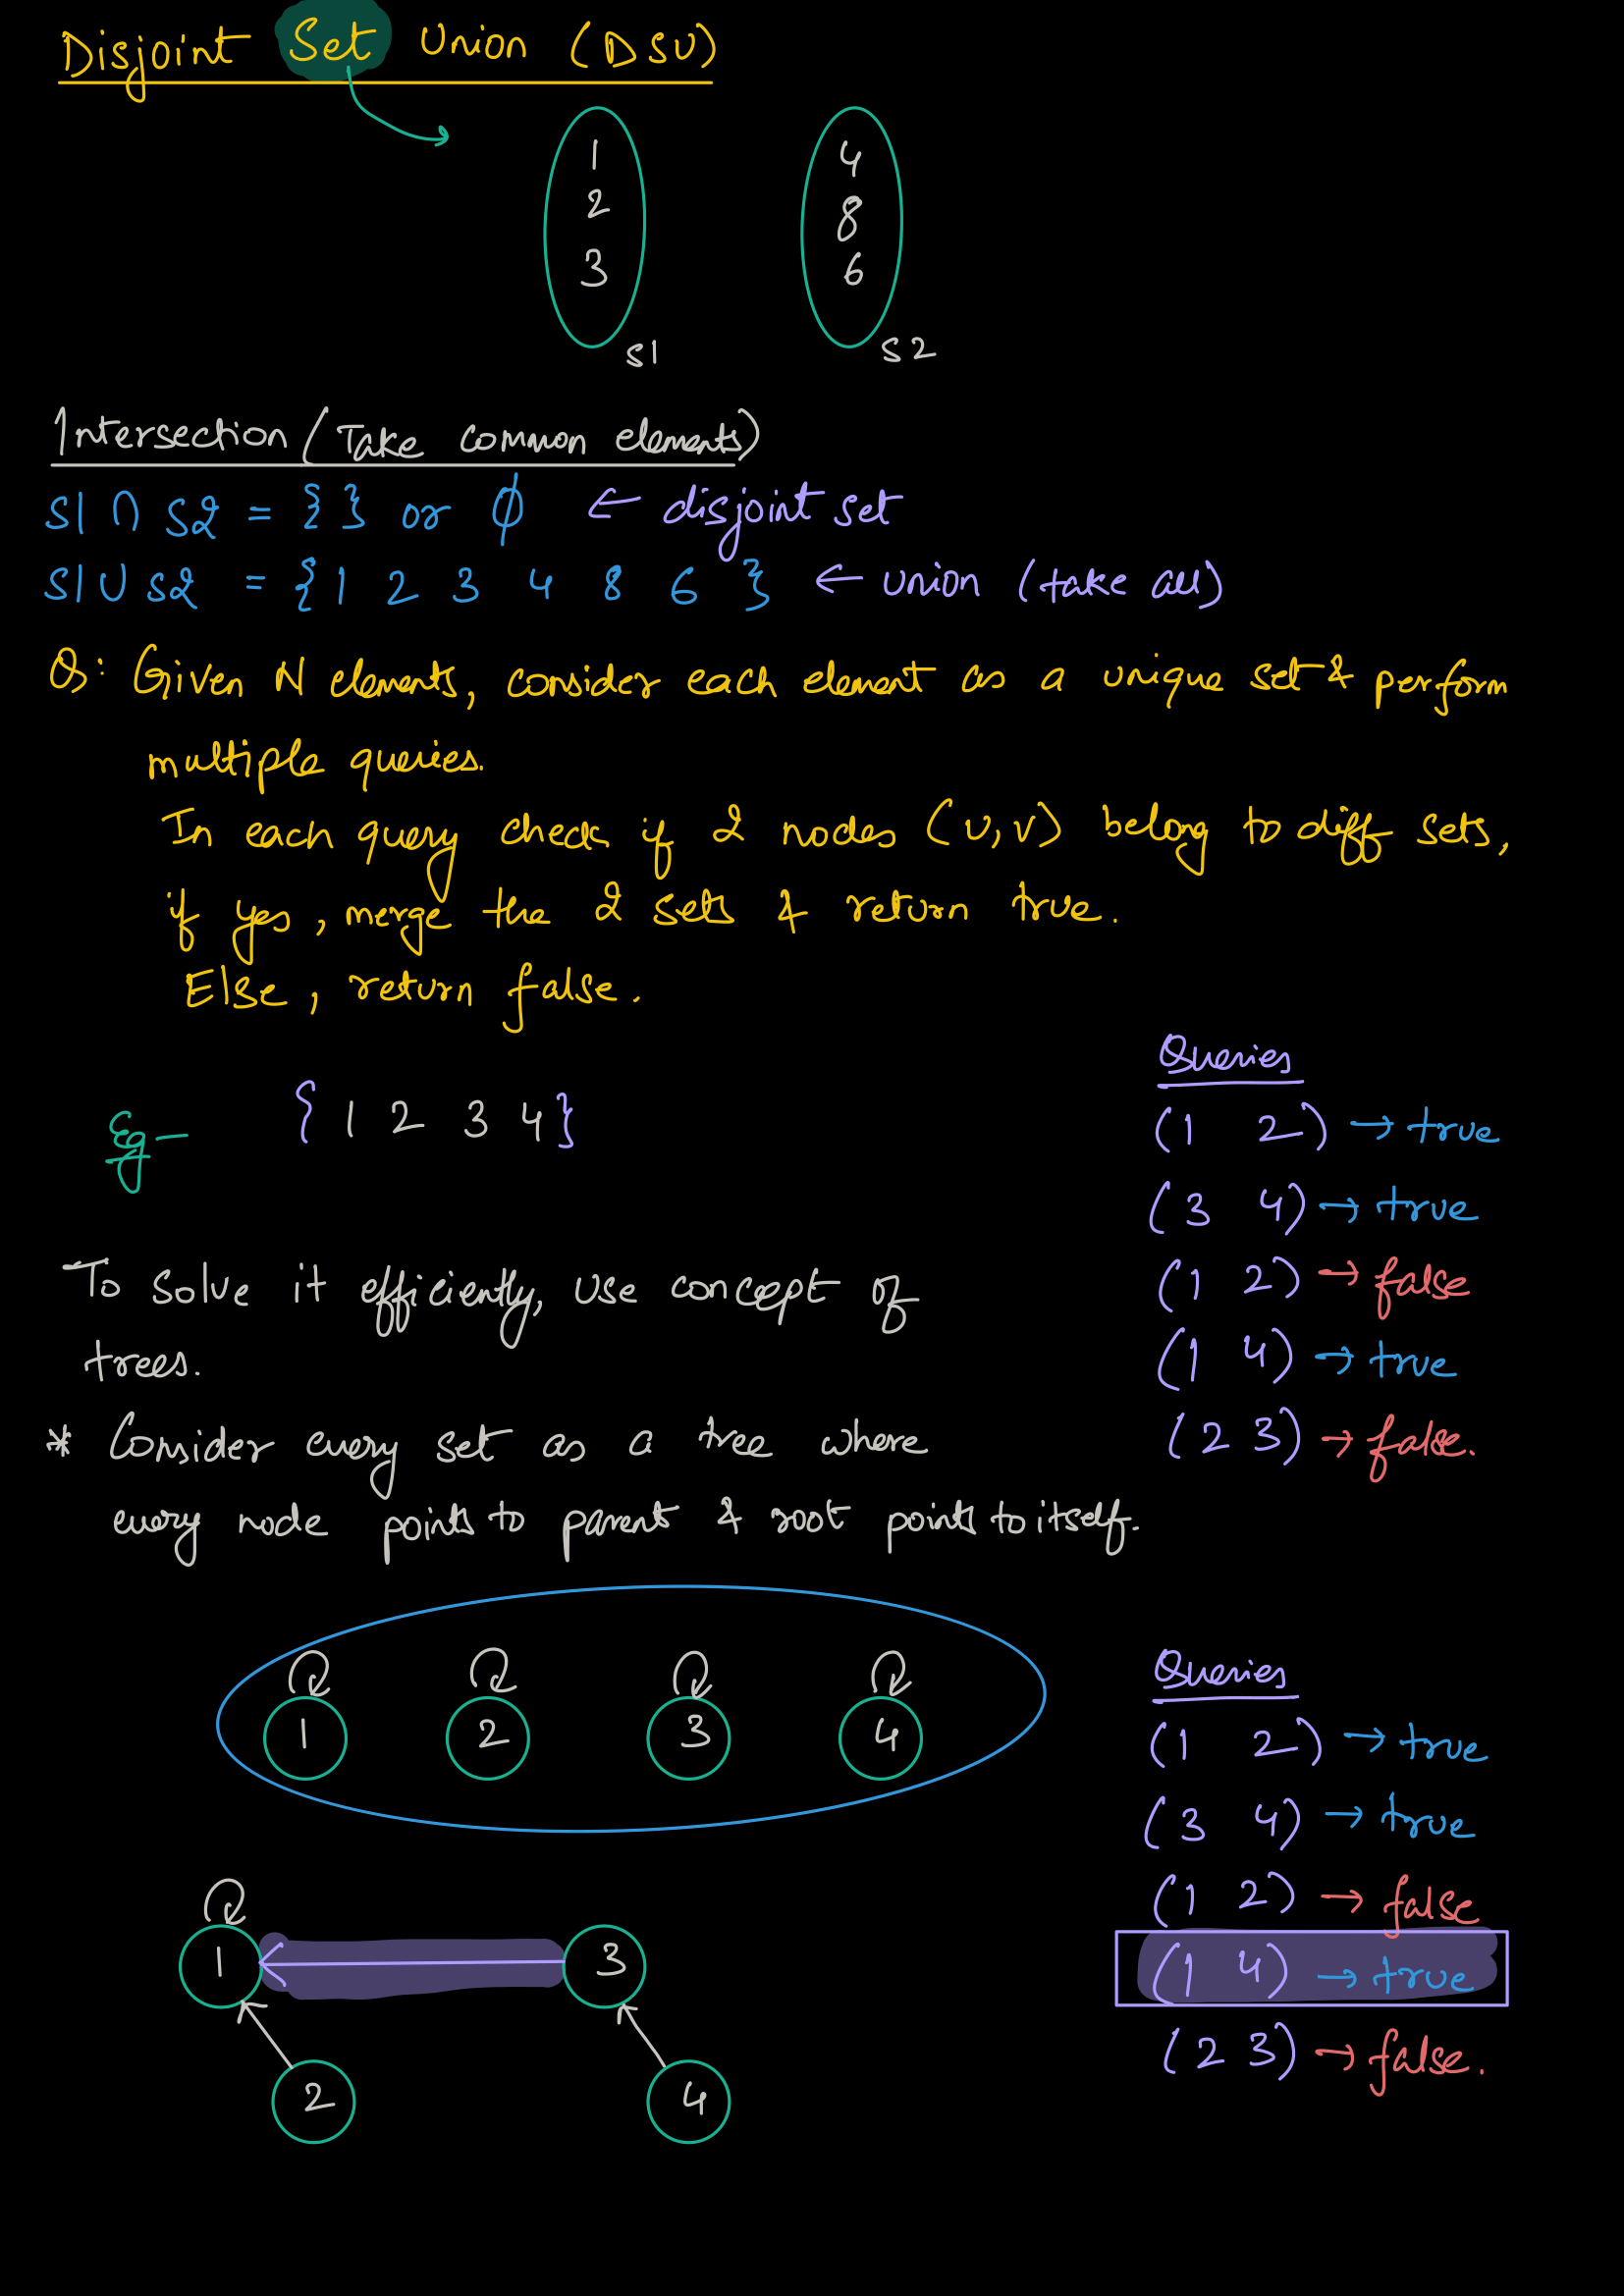 Disjoint Set Union (DSU)
1
2
3
S1
4
8
6
S2
Intersection (Take common elements)
S1 ∩ S2 = { } or ϕ ← disjoint set
S1 ∪ S2 = { 1 2 3 4 8 6 } ← union (take all)
Q: Given N elements, consider each element as a unique set & perform
multiple queries.
In each query check if 2 nodes (u,v) belong to diff sets,
if yes, merge the 2 sets & return true.
Else, return false.
Eg - { 1 2 3 4 }
Queries
(1 2) → true
(3 4) → true
(1 2) → false
(1 4) → true
(2 3) → false.
To solve it efficiently, use concept of
trees.
* Consider every set as a tree where
every node points to parent & root points to itself.
1 2 3 4
Queries
(1 2) → true
(3 4) → true
(1 2) → false
(1 4) → true
(2 3) → false.
1 3
2 4